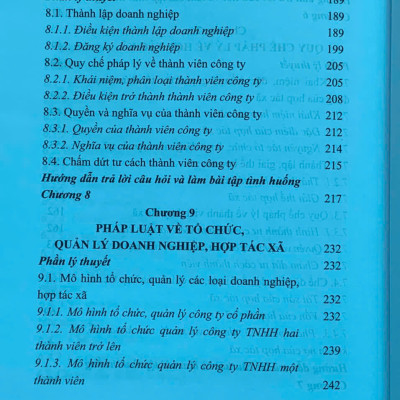 8.1. Thành lập doanh nghiệp 189
8.1.1. Điều kiện thành lập doanh nghiệp 189
8.1.2. Đăng ký doanh nghiệp 199
8.2. Quy chế pháp lý về thành viên công ty 205
8.2.1. Khái niệm, phân loại thành viên công ty 205
8.2.2. Điều kiện trở thành thành viên công ty 208
8.3. Quyền và nghĩa vụ của thành viên công ty 212
8.3.1. Quyền của thành viên công ty 212
8.3.2. Nghĩa vụ của thành viên công ty 214
8.4. Chấm dứt tư cách thành viên công ty 215
Hướng dẫn trả lời câu hỏi và làm bài tập tình huống
Chương 8 217
Chương 9
PHÁP LUẬT VỀ TỔ CHỨC,
QUẢN LÝ DOANH NGHIỆP, HỢP TÁC XÃ 232
Phần lý thuyết 232
9.1. Mô hình tổ chức, quản lý các loại doanh nghiệp,
hợp tác xã 232
9.1.1. Mô hình tổ chức, quản lý công ty cổ phần 232
9.1.2. Mô hình tổ chức quản lý công ty TNHH hai
thành viên trở lên 239
9.1.3. Mô hình tổ chức quản lý công ty TNHH một
thành viên 242